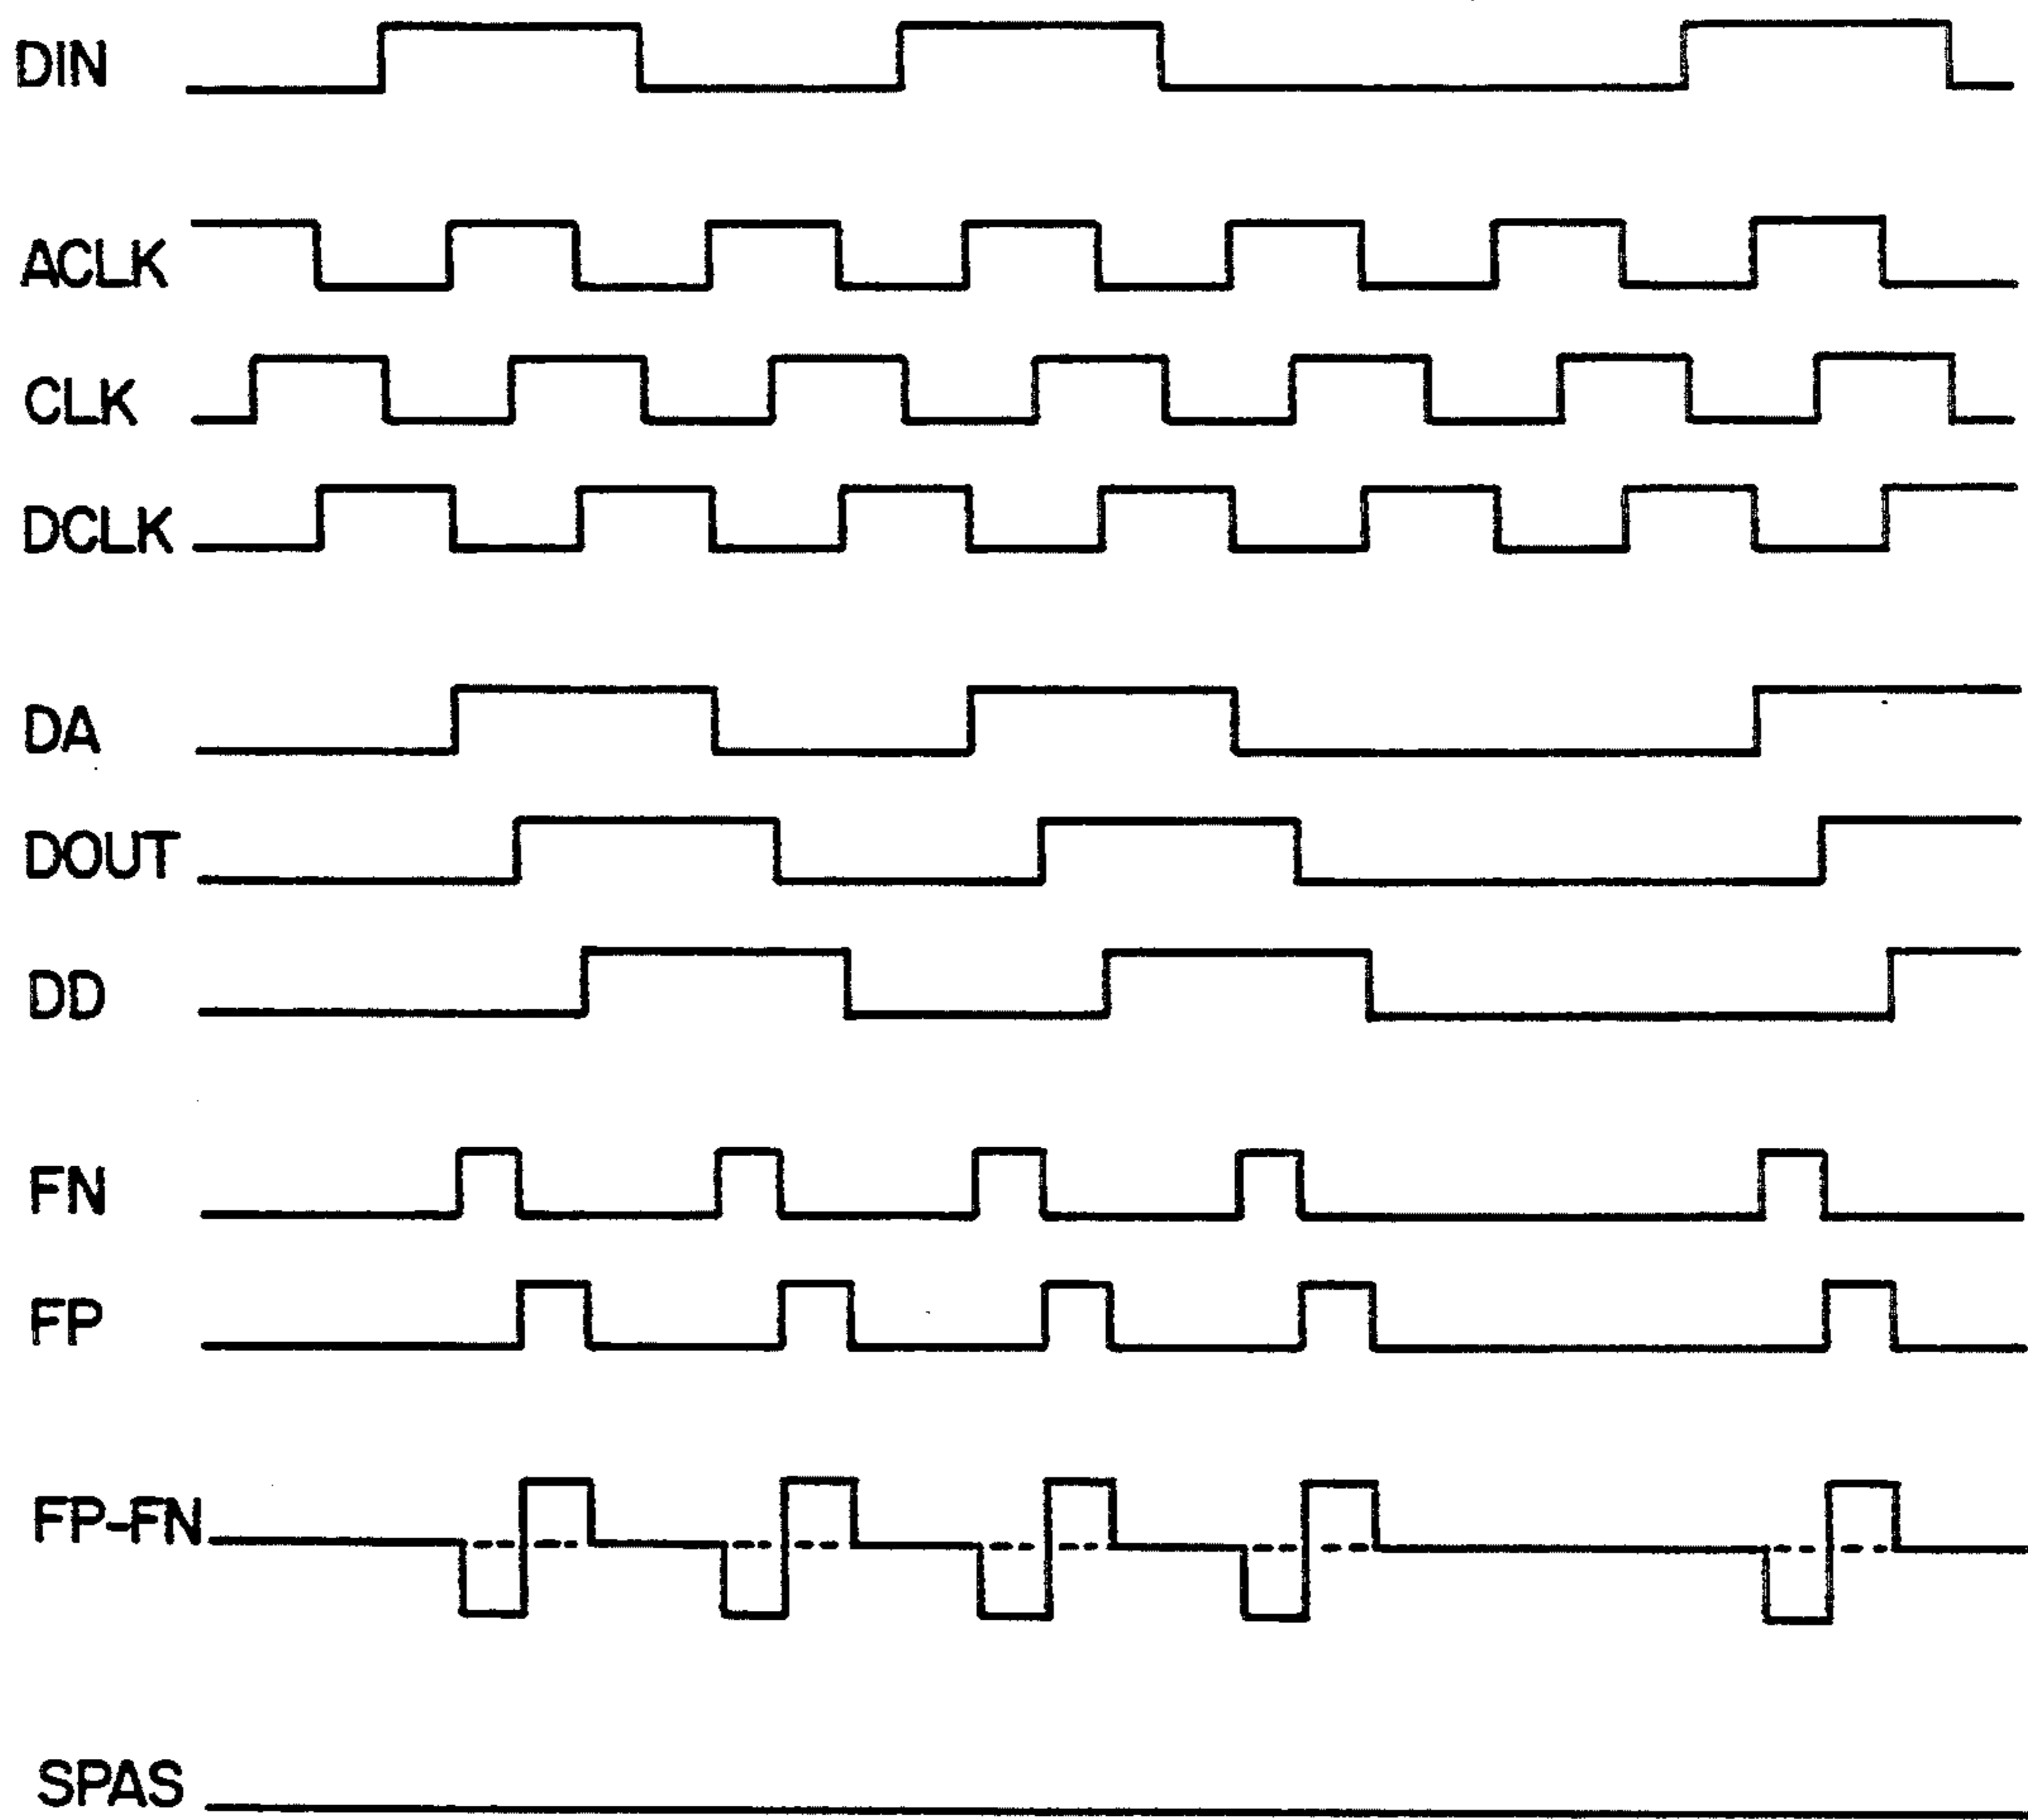 DIN
ACLK
CLK
DCLK
DA
DOUT
DD
FN
FP
FP-FN
SPAS